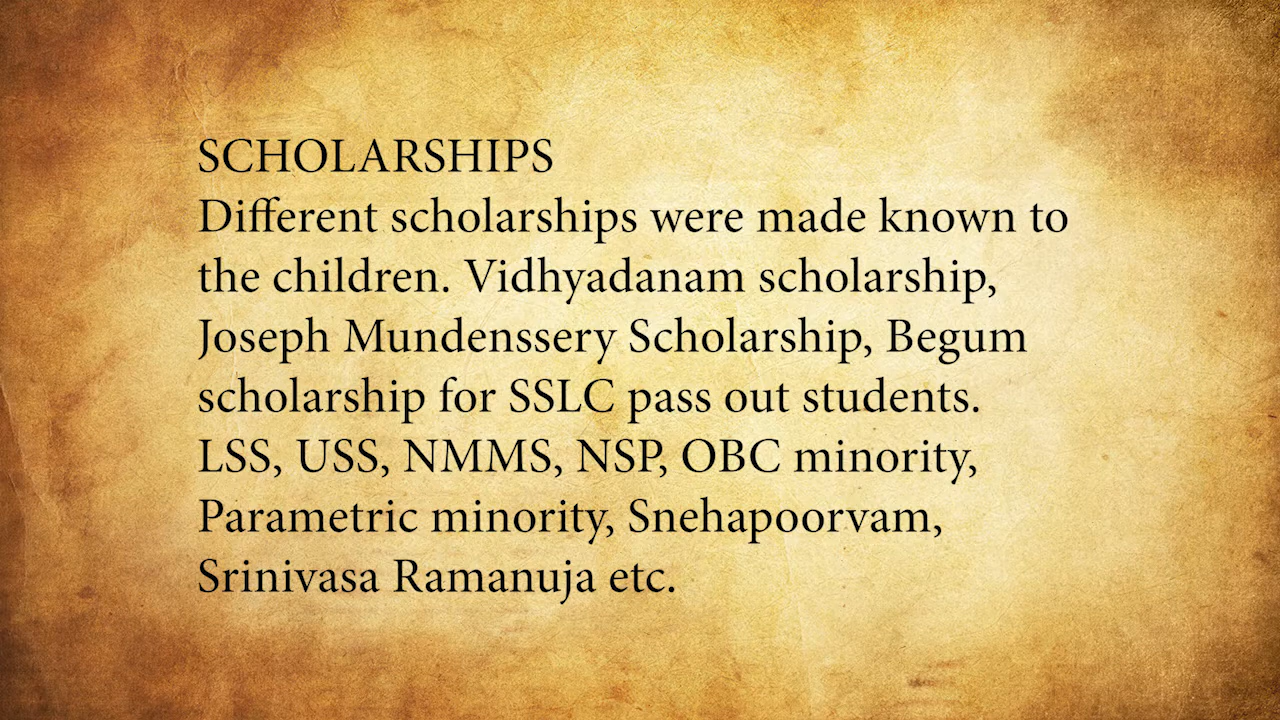 SCHOLARSHIPS
Different scholarships were made known to
the children. Vidhyadanam scholarship,
Joseph Mundenssery Scholarship, Begum
scholarship for SSLC pass out students.
LSS, USS, NMMS, NSP, OBC minority,
Parametric minority, Snehapoorvam,
Srinivasa Ramanuja etc.